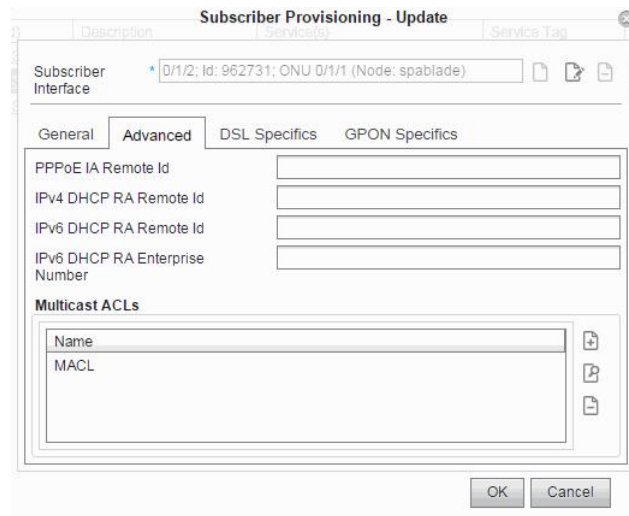 Subscriber Provisioning - Update
Description Service(s) Service Tag
Subscriber * 0/1/2; Id: 962731; ONU 0/1/1 (Node: spablade)
Interface
General Advanced DSL Specifics GPON Specifics
PPPoE IA Remote Id
IPv4 DHCP RA Remote Id
IPv6 DHCP RA Remote Id
IPv6 DHCP RA Enterprise
Number
Multicast ACLs
Name
MACL
OK Cancel